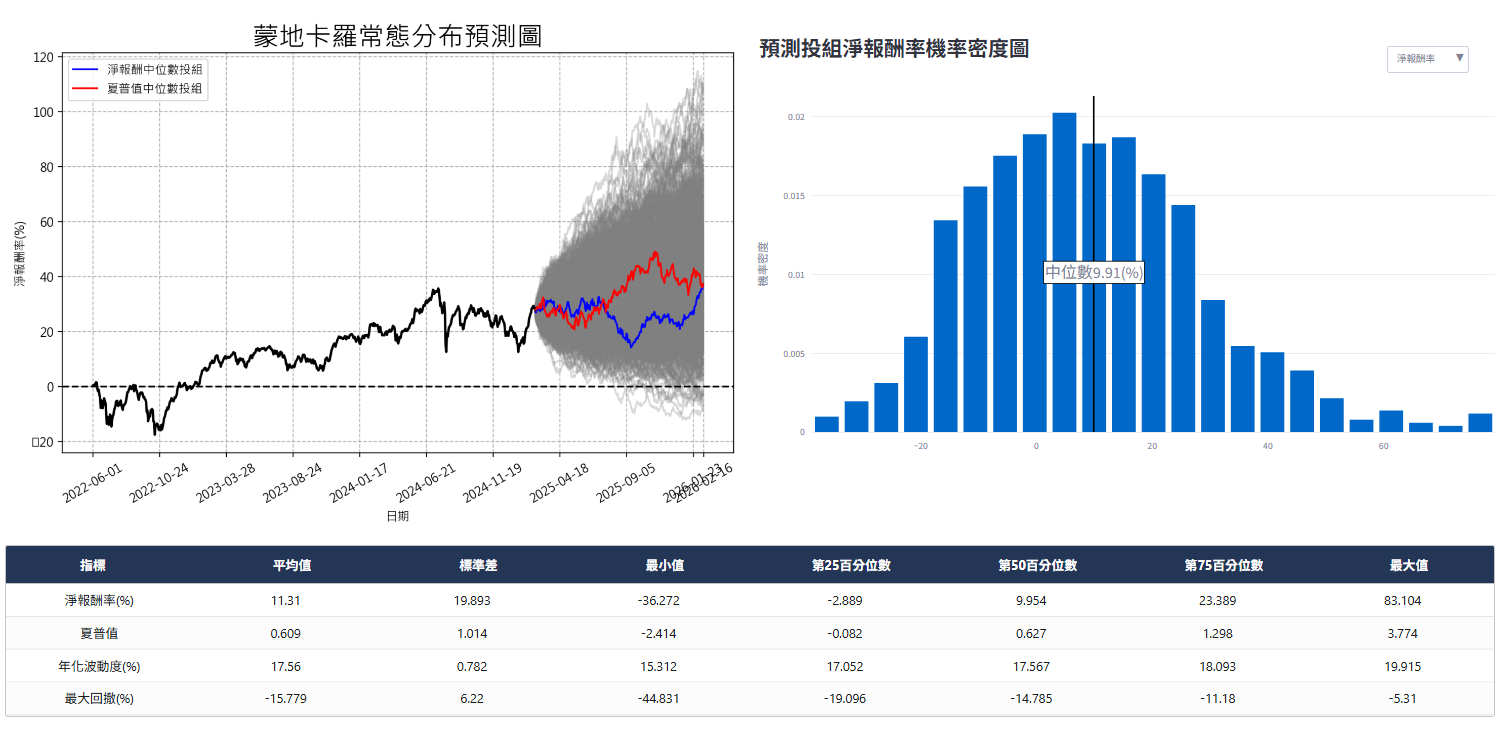 蒙地卡羅常態分布預測圖
淨報酬中位數投組
夏普值中位數投組
120
100
80
60
40
20
0
□20
淨報酬率(%)
2022-06-01
2022-10-24
2023-03-28
2023-08-24
2024-01-17
2024-06-21
2024-11-19
2025-04-18
2025-09-05
2026-01-23
2026-02-16
日期
預測投組淨報酬率機率密度圖
淨報酬率 ▼
0.02
0.015
0.01
0.005
0
機率密度
中位數9.91(%)
−20 0 20 40 60
指標 平均值 標準差 最小值 第25百分位數 第50百分位數 第75百分位數 最大值
淨報酬率(%) 11.31 19.893 -36.272 -2.889 9.954 23.389 83.104
夏普值 0.609 1.014 -2.414 -0.082 0.627 1.298 3.774
年化波動度(%) 17.56 0.782 15.312 17.052 17.567 18.093 19.915
最大回撤(%) -15.779 6.22 -44.831 -19.096 -14.785 -11.18 -5.31